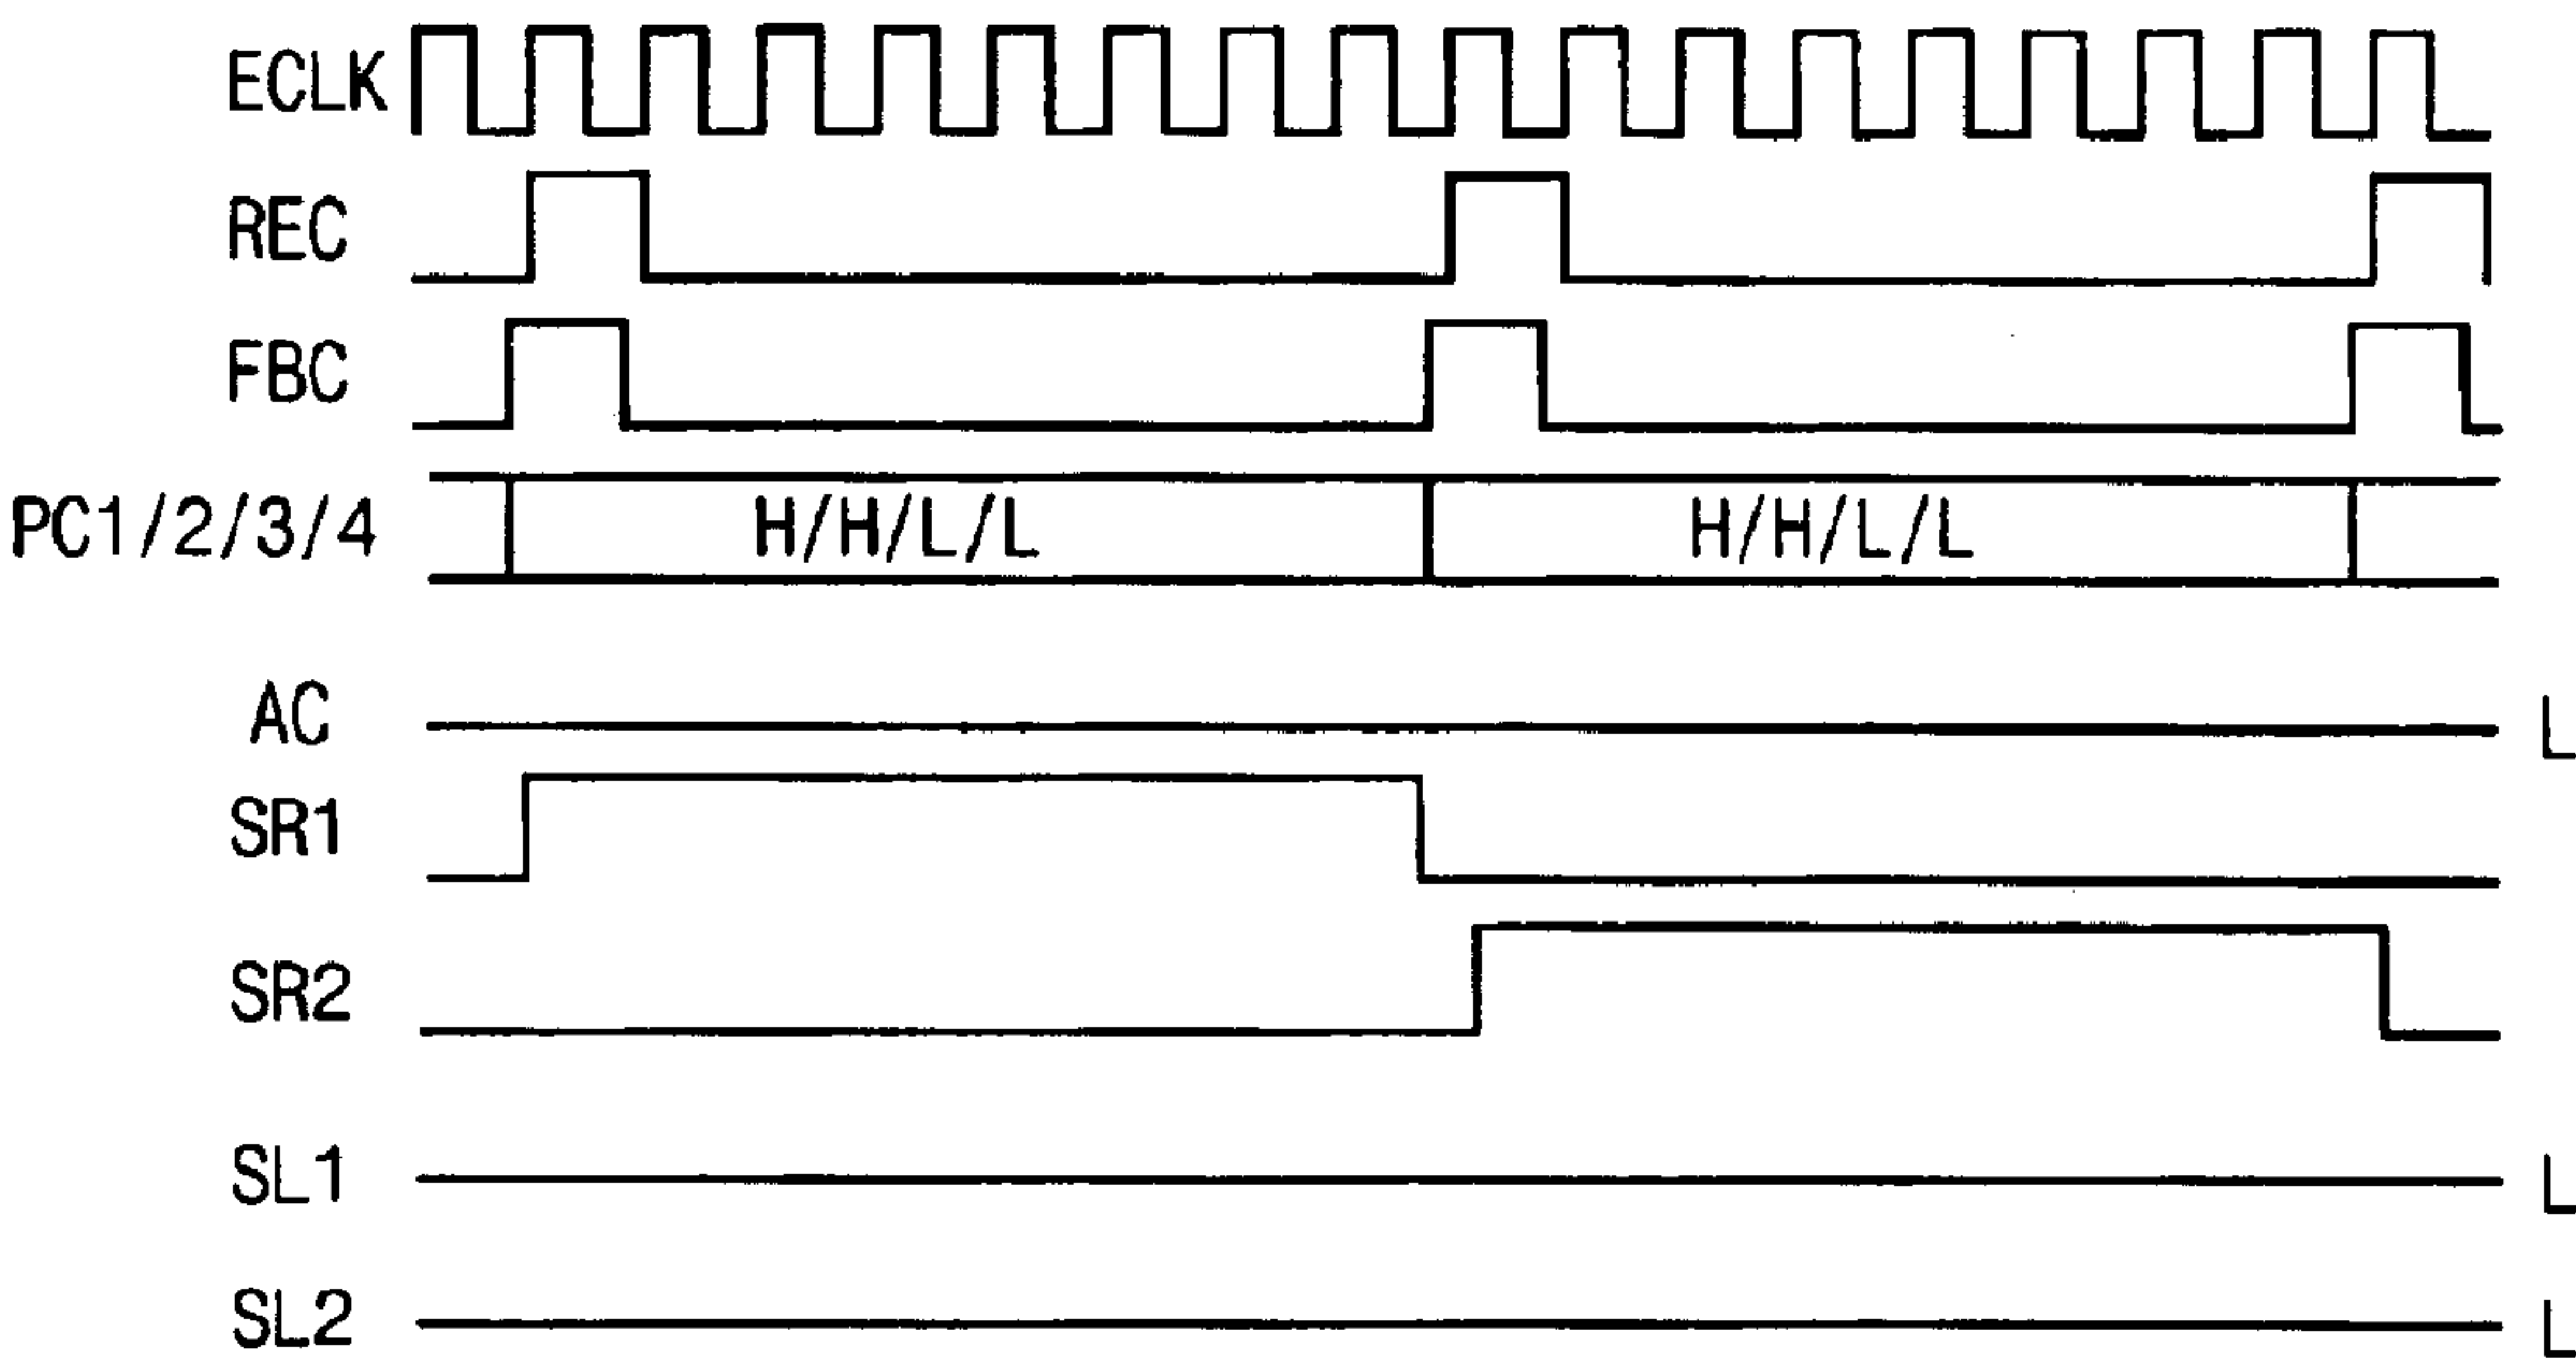 ECLK
REC
FBC
PC1/2/3/4 H/H/L/L H/H/L/L
AC L
SR1
SR2
SL1 L
SL2 L